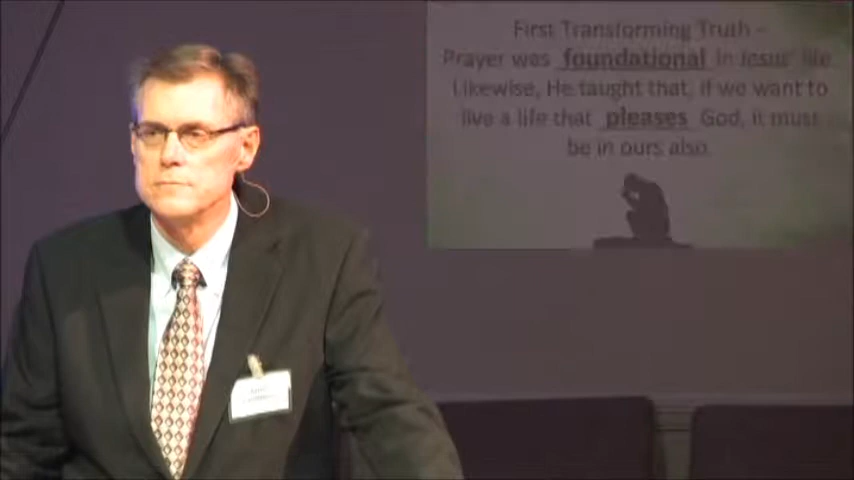 First Transforming Truth -
Prayer was foundational in Jesus' life.
Likewise, He taught that, if we want to
live a life that pleases God, it must
be in ours also.